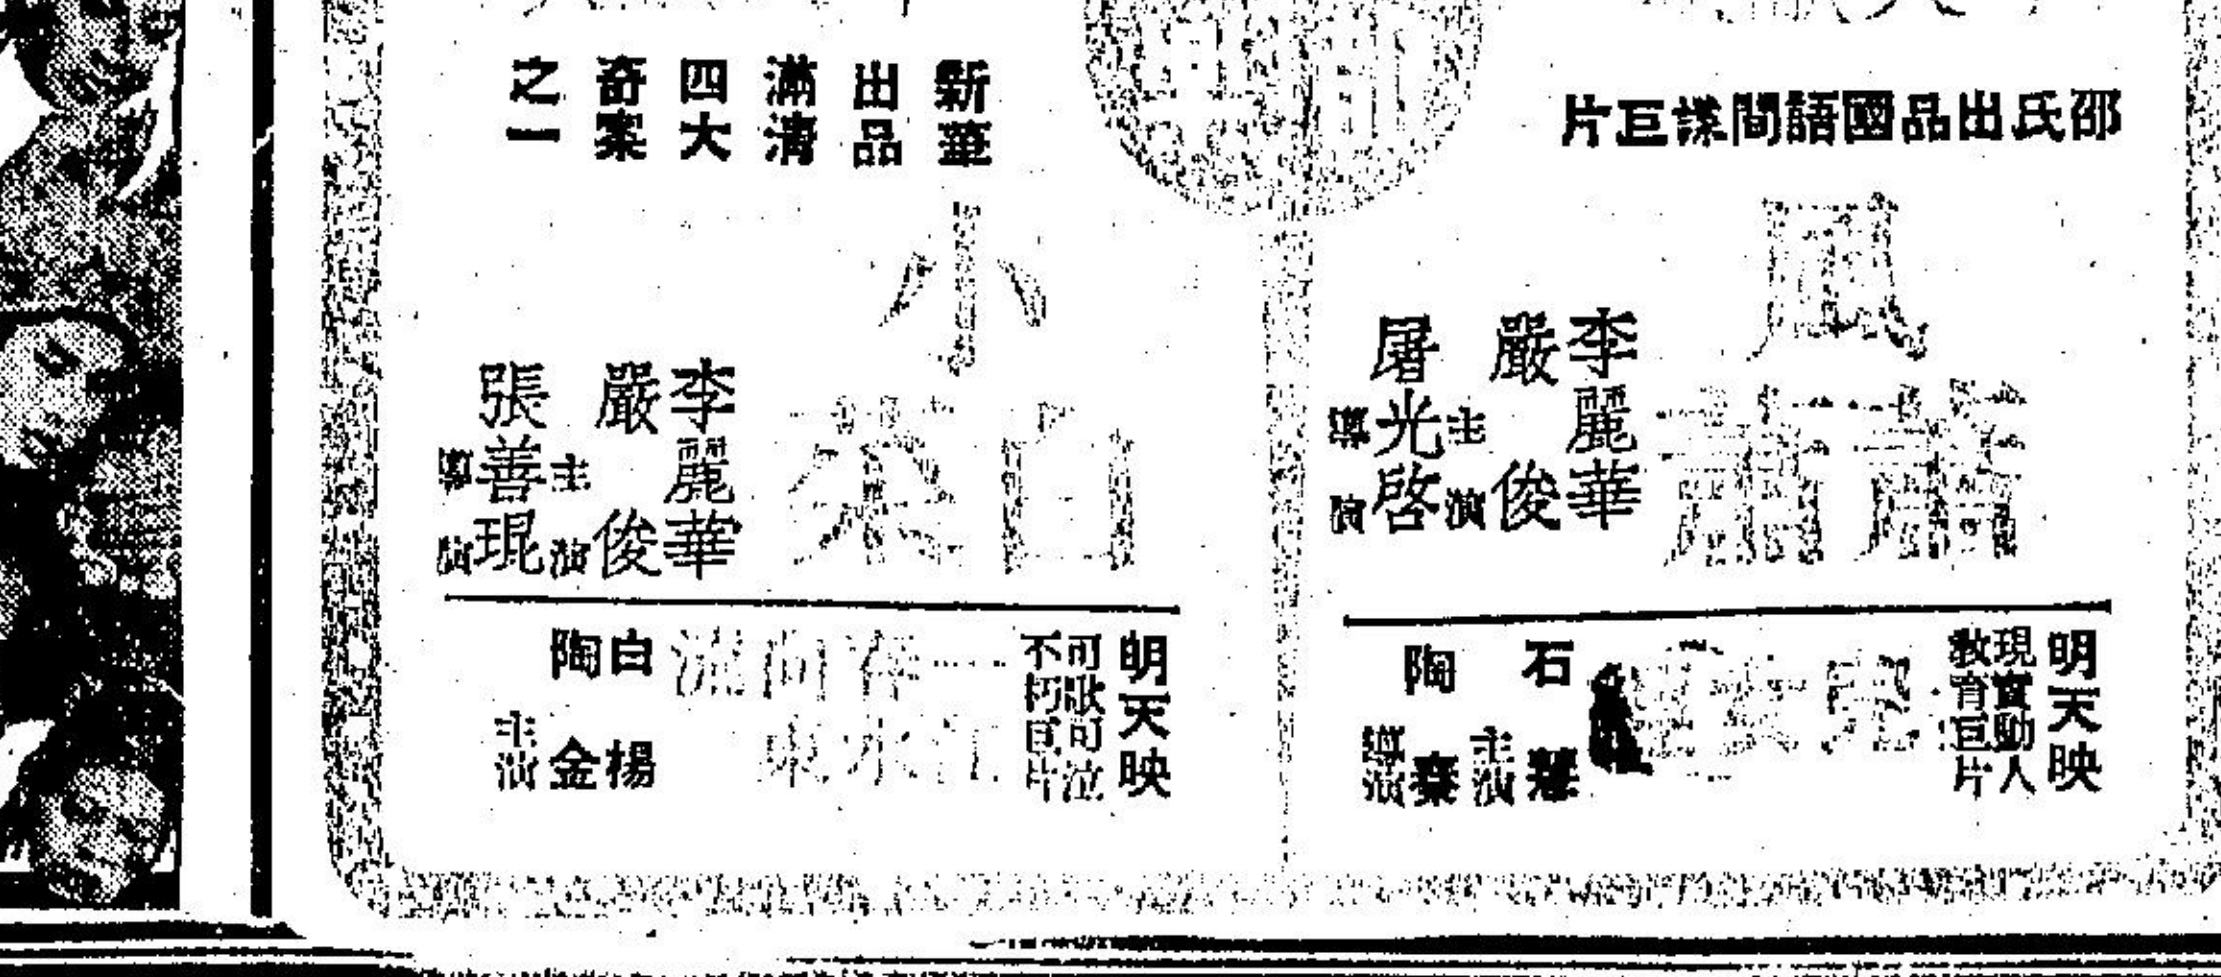 邵氏出品國語間諜巨片
風蕭蕭
李麗華
嚴俊
主演
屠光啓
導演
明天映
現實動人
教育巨片
石慧
主演
陶秦
導演
新華
出品
滿清
四大
奇案
之一
小白菜
李麗華
嚴俊
主演
張善琨
導演
明天映
可歌可泣
不朽巨片
一江
春水
向東
流
白楊
陶金
主演